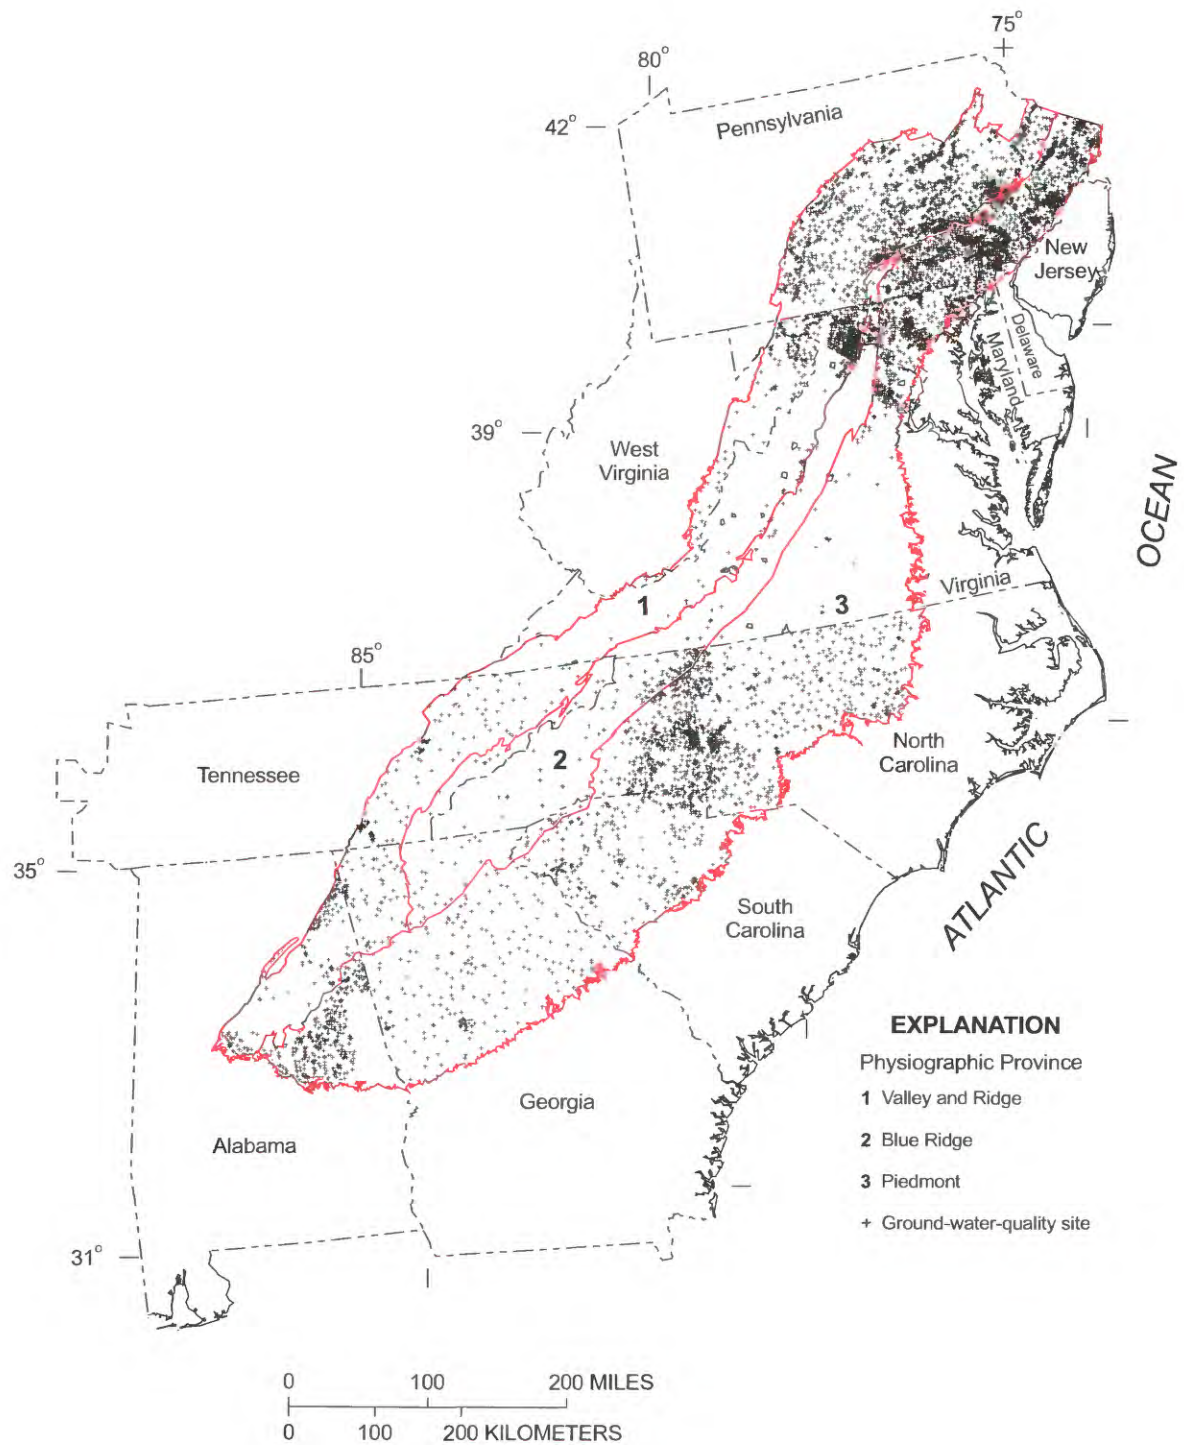 75°
80°
42°
Pennsylvania
New
Jersey
Delaware
Maryland
39°
West
Virginia
OCEAN
Virginia
1
3
85°
North
Carolina
2
Tennessee
35°
ATLANTIC
South
Carolina
EXPLANATION
Physiographic Province
1 Valley and Ridge
2 Blue Ridge
3 Piedmont
+ Ground-water-quality site
Georgia
Alabama
31°
0 100 200 MILES
0 100 200 KILOMETERS